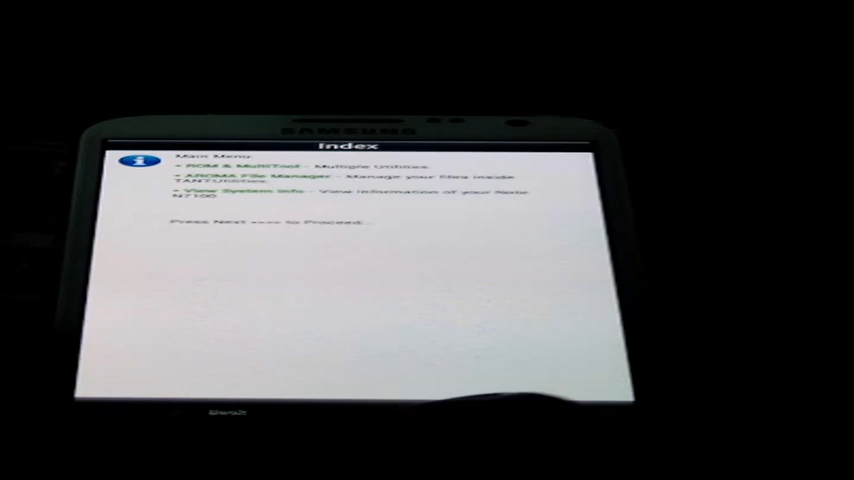 SAMSUNG
Index
Main Menu:
• ROM & MultiTool - Multiple Utilities.
• AROMA File Manager - Manage your files inside
TANTUtilities.
• View System Info - View Information of your Note
N7100
Press Next >>>> to Proceed...